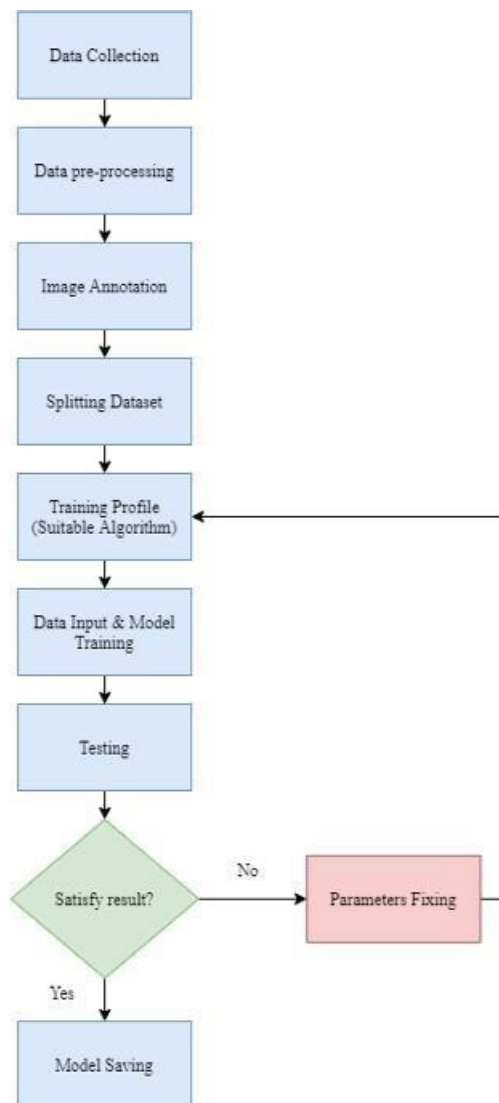 Data Collection
Data pre-processing
Image Annotation
Splitting Dataset
Training Profile
(Suitable Algorithm)
Data Input & Model
Training
Testing
Satisfy result?
No
Parameters Fixing
Yes
Model Saving